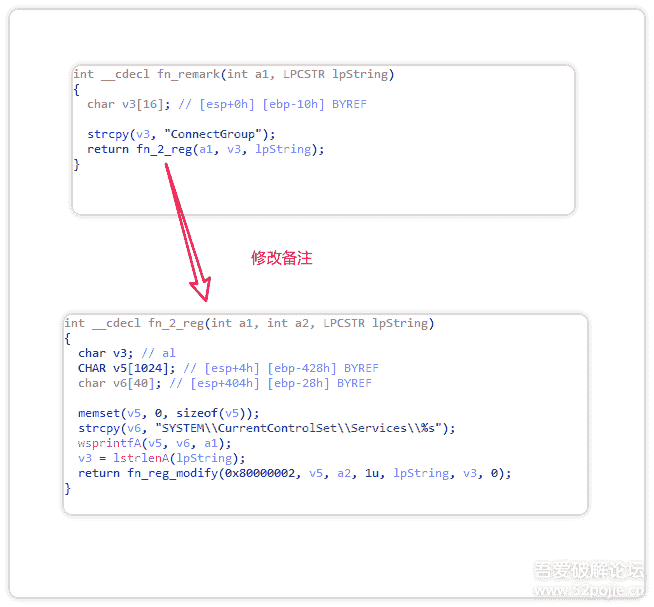 int __cdecl fn_remark(int a1, LPCSTR lpString)
{
  char v3[16]; // [esp+0h] [ebp-10h] BYREF
  strcpy(v3, "ConnectGroup");
  return fn_2_reg(a1, v3, lpString);
}
修改备注
int __cdecl fn_2_reg(int a1, int a2, LPCSTR lpString)
{
  char v3; // al
  CHAR v5[1024]; // [esp+4h] [ebp-428h] BYREF
  char v6[40]; // [esp+404h] [ebp-28h] BYREF
  memset(v5, 0, sizeof(v5));
  strcpy(v6, "SYSTEM\\CurrentControlSet\\Services\\%s");
  wsprintfA(v5, v6, a1);
  v3 = lstrlenA(lpString);
  return fn_reg_modify(0x80000002, v5, a2, 1u, lpString, v3, 0);
}
吾爱破解论坛
www.52pojie.cn